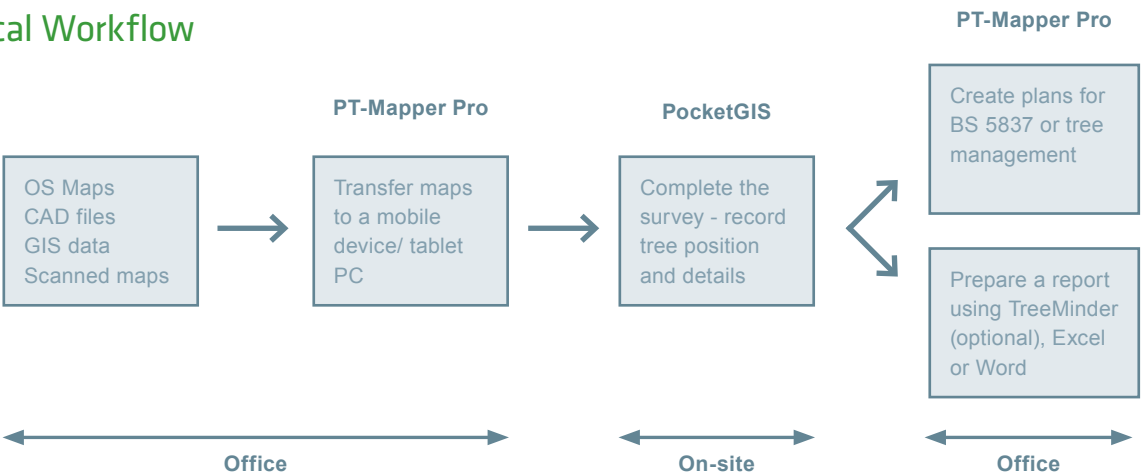 cal Workflow
PT-Mapper Pro
PT-Mapper Pro
PocketGIS
OS Maps
CAD files
GIS data
Scanned maps
Transfer maps
to a mobile
device/ tablet
PC
Complete the
survey - record
tree position
and details
Create plans for
BS 5837 or tree
management
Prepare a report
using TreeMinder
(optional), Excel
or Word
Office
On-site
Office